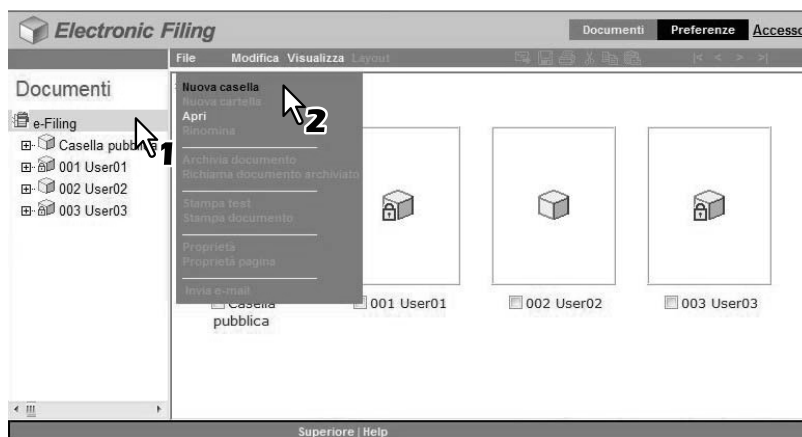 Electronic Filing
Documenti Preferenze Accesso
File Modifica Visualizza Layout
|< < > >|
Documenti
e-Filing
Casella pubblica
001 User01
002 User02
003 User03
1
Nuova casella
Nuova cartella
Apri
Rinomina
Archivia documento
Richiama documento archiviato
Stampa test
Stampa documento
Proprietà
Proprietà pagina
Invia e-mail
2
Casella
pubblica
001 User01
002 User02
003 User03
Superiore | Help